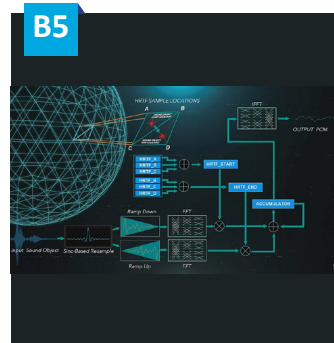 B5
HRTF SAMPLE LOCATIONS
A
B
C
D
IFFT
OUTPUT PCM
HRTF_A
HRTF_B
HRTF_C
HRTF_START
HRTF_A
HRTF_B
HRTF_C
HRTF_END
ACCUMULATOR
Ramp Down
FFT
Input Sound Object
Sinc-Based Resample
Ramp Up
FFT